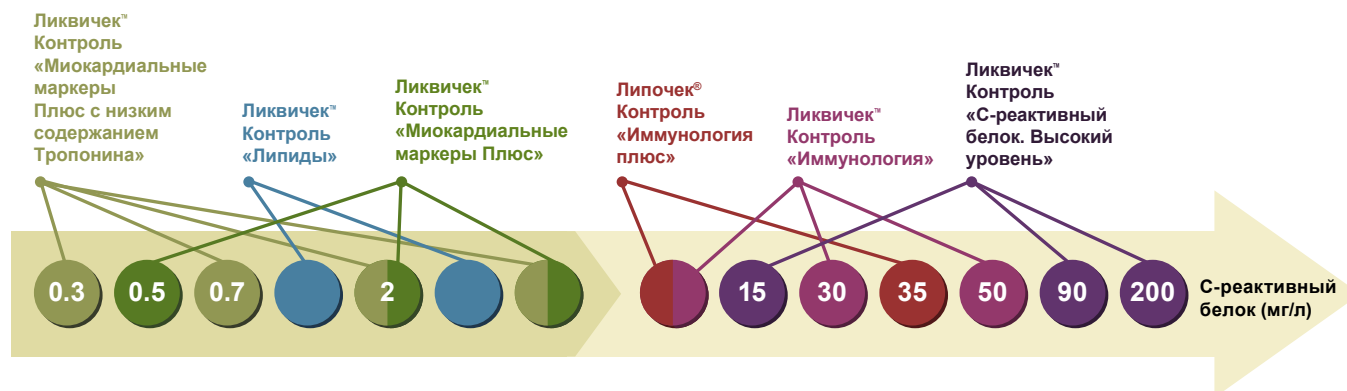 Ликвичек™
Контроль
«Миокардиальные
маркеры
Плюс с низким
содержанием
Тропонина»
Ликвичек™
Контроль
«Липиды»
Ликвичек™
Контроль
«Миокардиальные
маркеры Плюс»
Липочек®
Контроль
«Иммунология
плюс»
Ликвичек™
Контроль
«Иммунология»
Ликвичек™
Контроль
«С-реактивный
белок. Высокий
уровень»
0.3
0.5
0.7
2
15
30
35
50
90
200
С-реактивный
белок (мг/л)